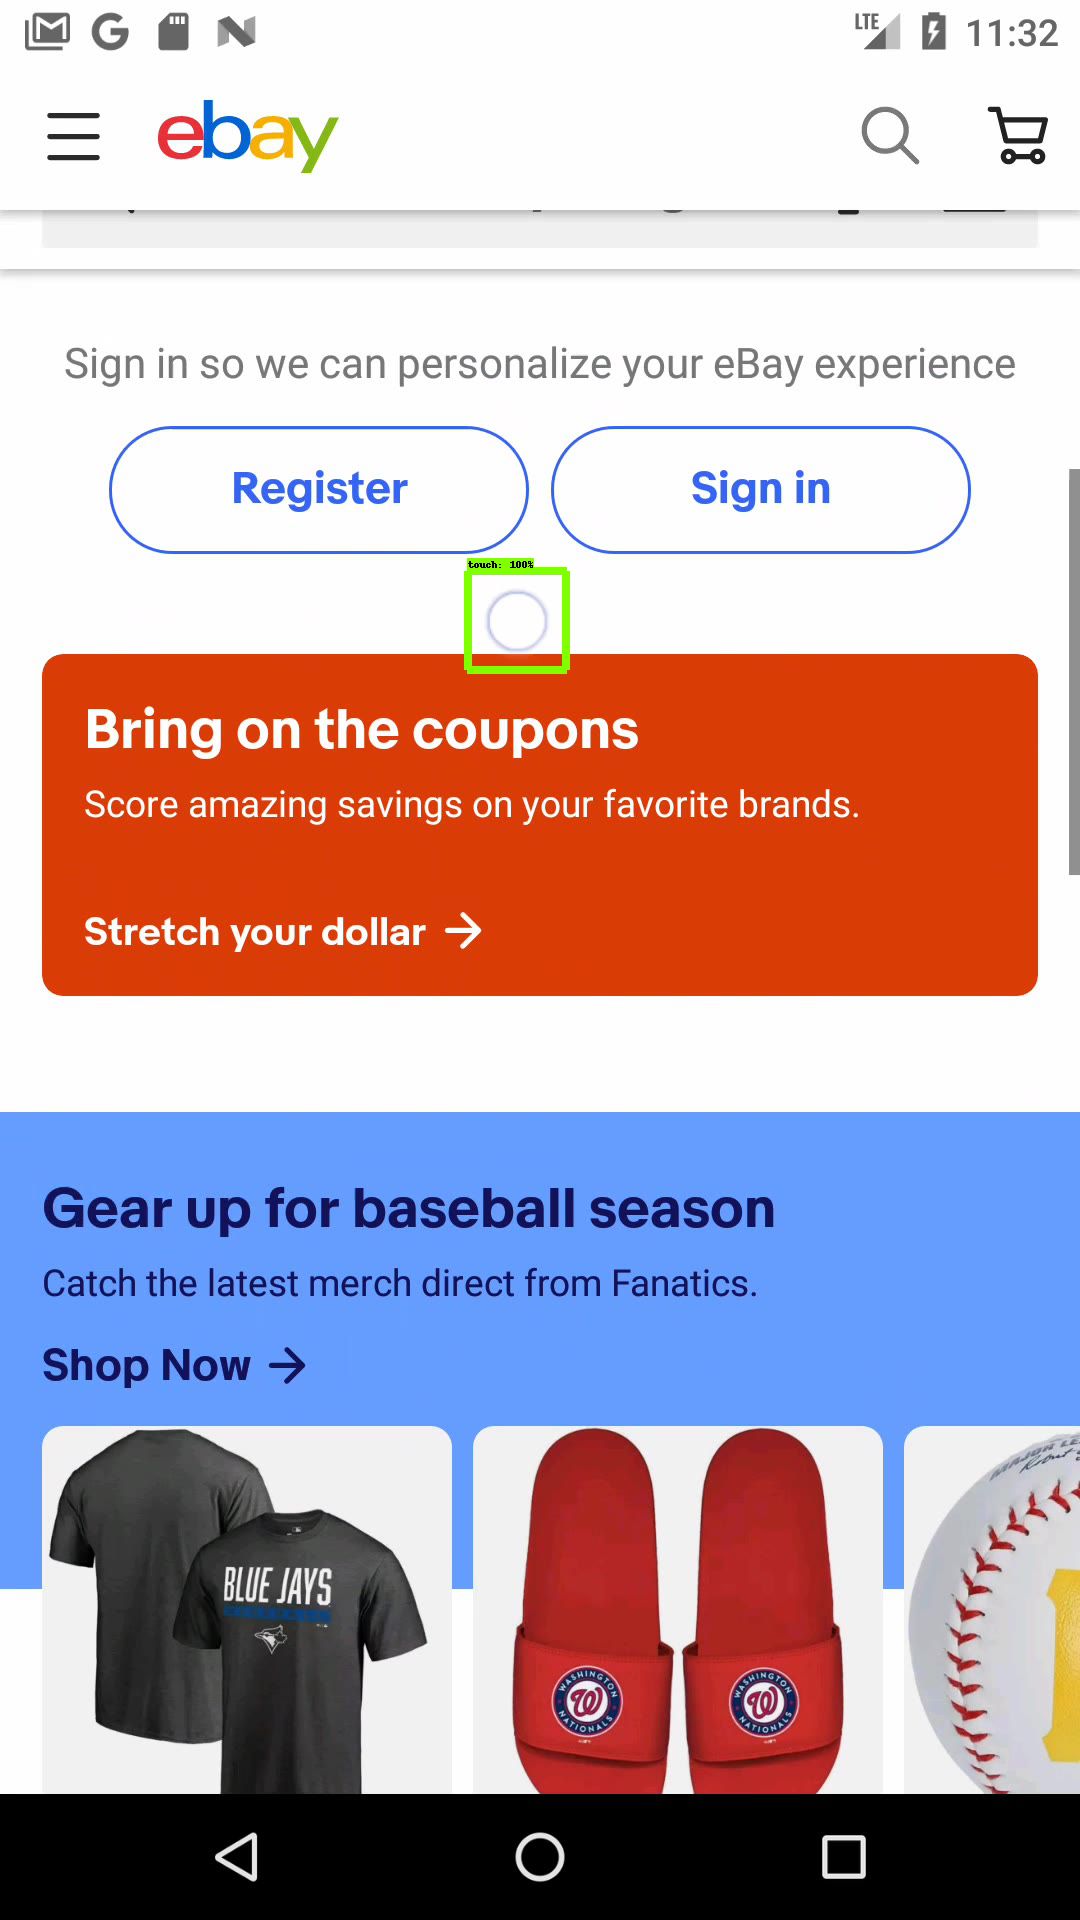 LTE 11:32
ebay
Sign in so we can personalize your eBay experience
Register Sign in
touch: 100%
Bring on the coupons
Score amazing savings on your favorite brands.
Stretch your dollar →
Gear up for baseball season
Catch the latest merch direct from Fanatics.
Shop Now →
BLUE JAYS
WASHINGTON NATIONALS
WASHINGTON NATIONALS